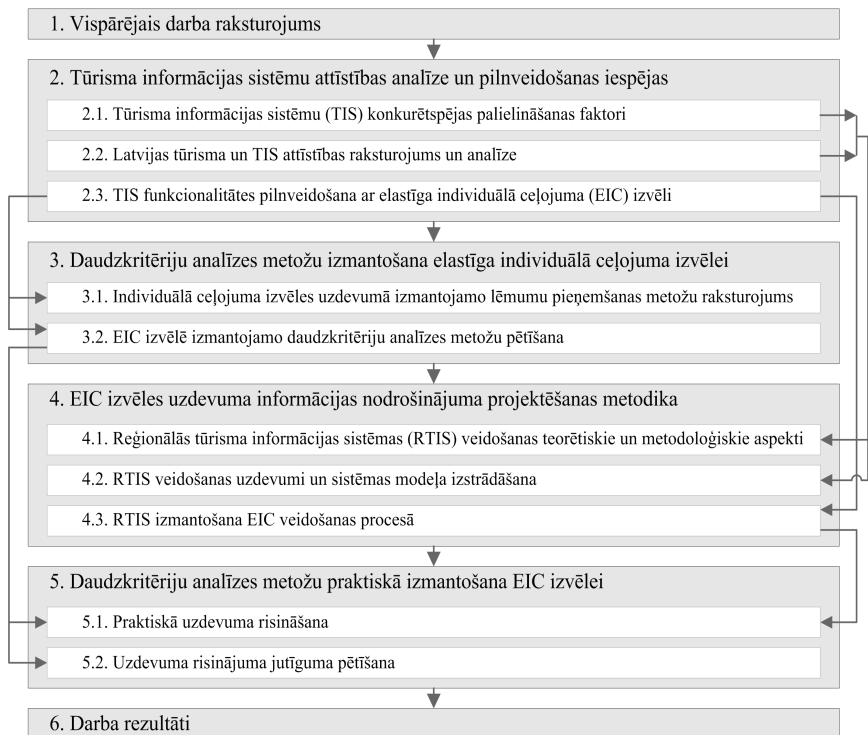 1. Vispārējais darba raksturojums
2. Tūrisma informācijas sistēmu attīstības analīze un pilnveidošanas iespējas
2.1. Tūrisma informācijas sistēmu (TIS) konkurētspējas palielināšanas faktori
2.2. Latvijas tūrisma un TIS attīstības raksturojums un analīze
2.3. TIS funkcionalitātes pilnveidošana ar elastīga individuālā ceļojuma (EIC) izvēli
3. Daudzkritēriju analīzes metožu izmantošana elastīga individuālā ceļojuma izvēlei
3.1. Individuālā ceļojuma izvēles uzdevumā izmantojamo lēmumu pieņemšanas metožu raksturojums
3.2. EIC izvēlē izmantojamo daudzkritēriju analīzes metožu pētīšana
4. EIC izvēles uzdevuma informācijas nodrošinājuma projektēšanas metodika
4.1. Reģionālās tūrisma informācijas sistēmas (RTIS) veidošanas teorētiskie un metodoloģiskie aspekti
4.2. RTIS veidošanas uzdevumi un sistēmas modeļa izstrādāšana
4.3. RTIS izmantošana EIC veidošanas procesā
5. Daudzkritēriju analīzes metožu praktiskā izmantošana EIC izvēlei
5.1. Praktiskā uzdevuma risināšana
5.2. Uzdevuma risinājuma jutīguma pētīšana
6. Darba rezultāti